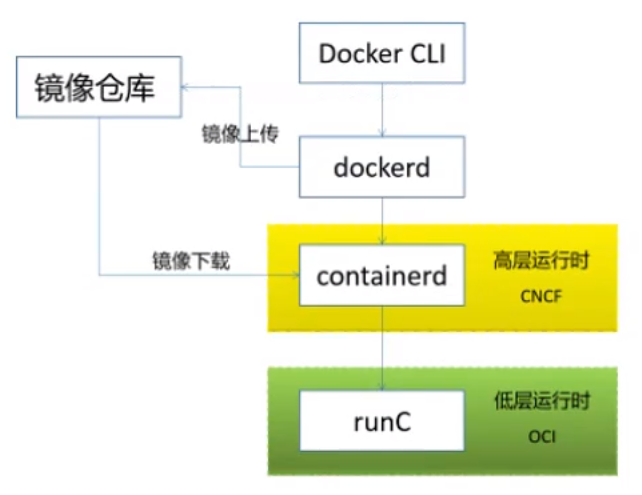 Docker CLI
镜像仓库
镜像上传
dockerd
镜像下载
containerd
高层运行时
CNCF
runC
低层运行时
OCI